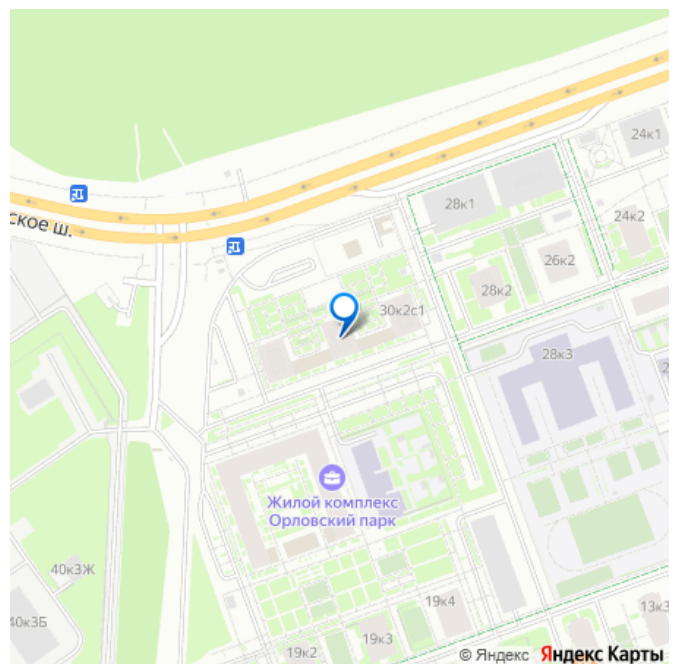 24к1
28к1
24к2
ское ш.
26к2
28к2
30к2с1
28к3
Жилой комплекс
Орловский парк
40к3Ж
19к4
13к3
40к3Б
19к3
19к2
© Яндекс Яндекс Карты